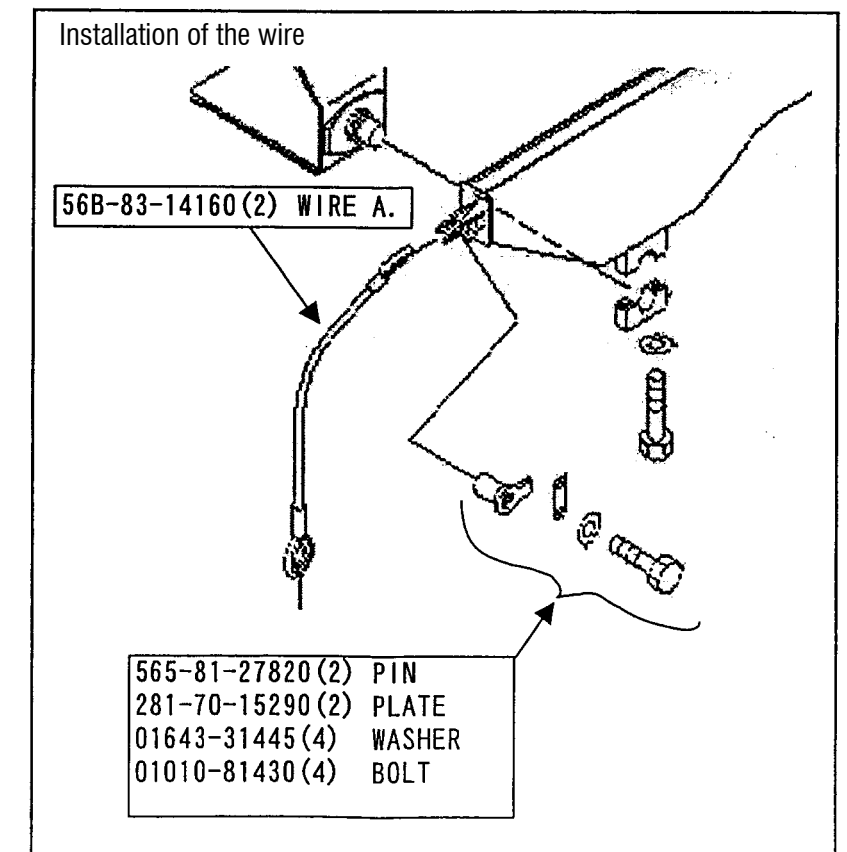 Installation of the wire
56B-83-14160(2) WIRE A.
565-81-27820(2) PIN
281-70-15290(2) PLATE
01643-31445(4) WASHER
01010-81430(4) BOLT